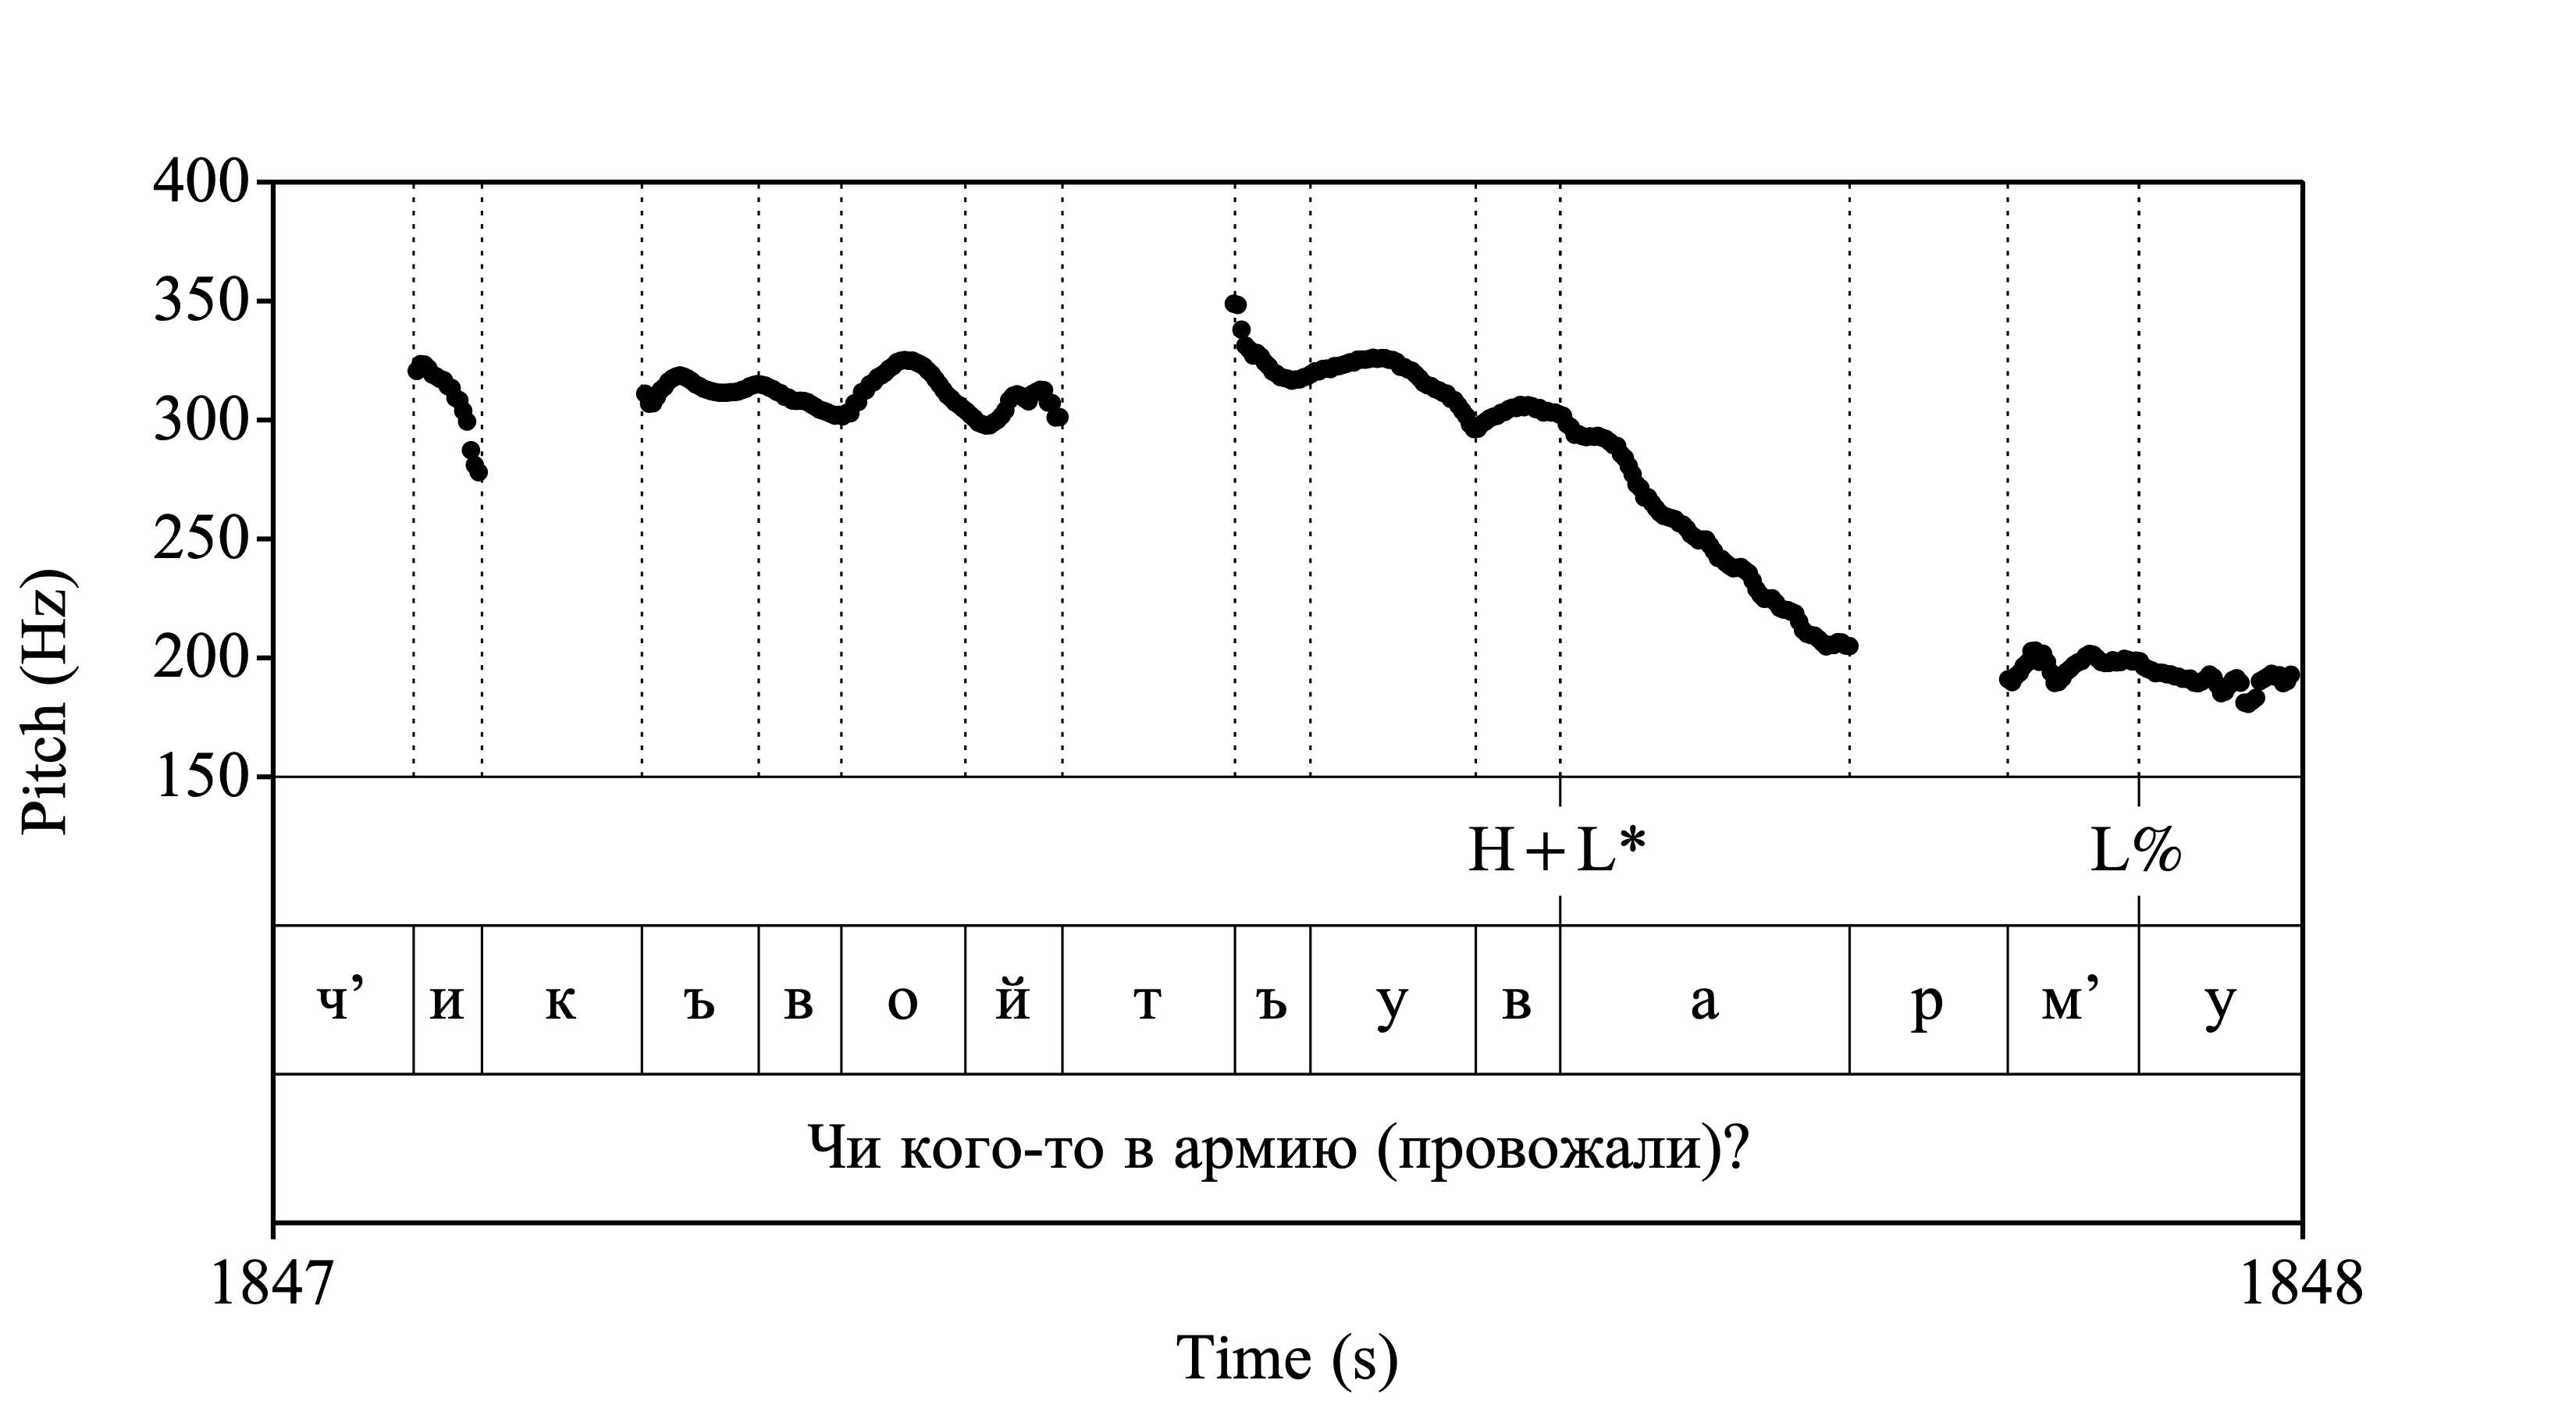 400
350
300
250
200
150
Pitch (Hz)
H+L* L%
ч’ и к ъ в о й т ъ у в а р м’ у
Чи кого-то в армию (провожали)?
1847 1848
Time (s)